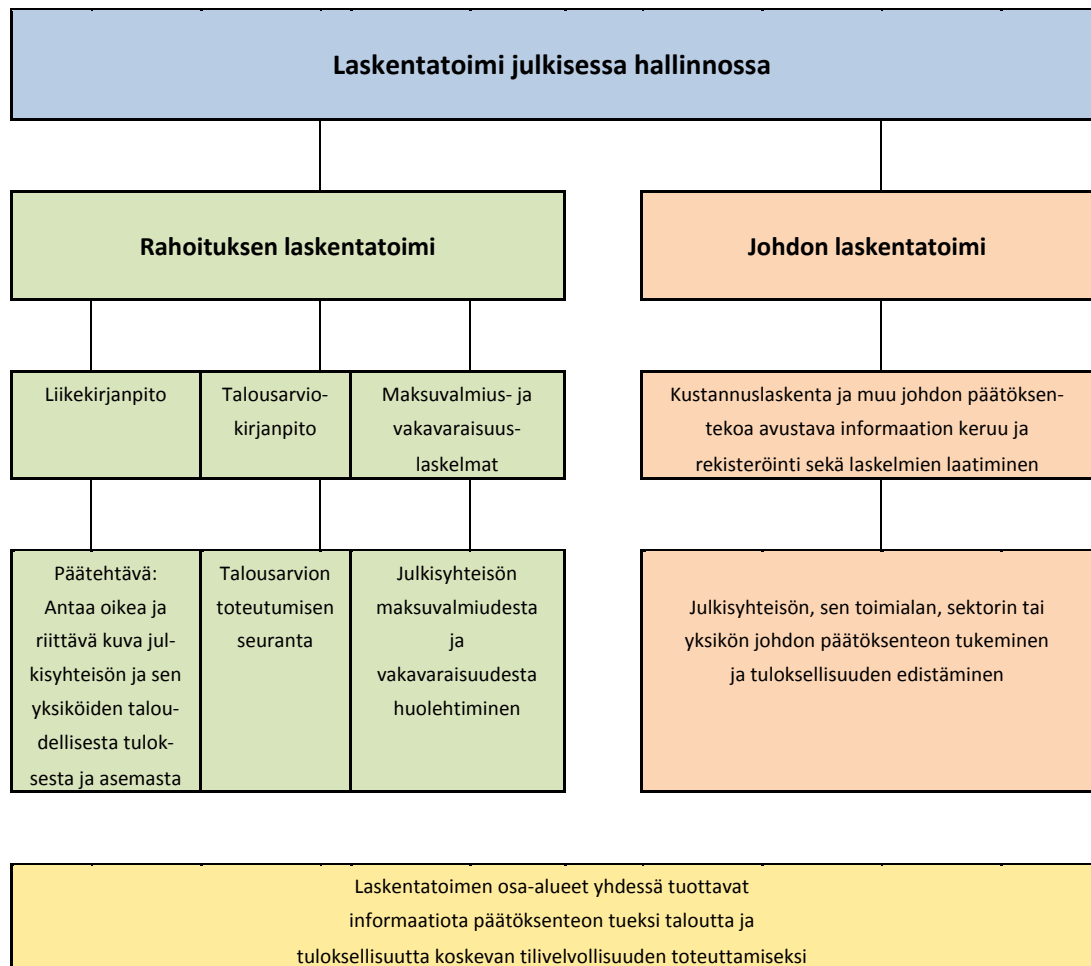 Laskentatoimi julkisessa hallinnossa
Rahoituksen laskentatoimi
Johdon laskentatoimi
Liikekirjanpito
Talousarvio-
kirjanpito
Maksuvalmius- ja
vakavaraisuus-
laskelmat
Kustannuslaskenta ja muu johdon päätöksen-
tekoa avustava informaation keruu ja
rekisteröinti sekä laskelmien laatiminen
Päätehtävä:
Antaa oikea ja
riittävä kuva jul-
kisyhteisön ja sen
yksiköiden talou-
dellisesta tulok-
sesta ja asemasta
Talousarvion
toteutumisen
seuranta
Julkisyhteisön
maksuvalmiudesta
ja
vakavaraisuudesta
huolehtiminen
Julkisyhteisön, sen toimialan, sektorin tai
yksikön johdon päätöksenteon tukeminen
ja tuloksellisuuden edistäminen
Laskentatoimen osa-alueet yhdessä tuottavat
informaatiota päätöksenteon tueksi taloutta ja
tuloksellisuutta koskevan tilivelvollisuuden toteuttamiseksi